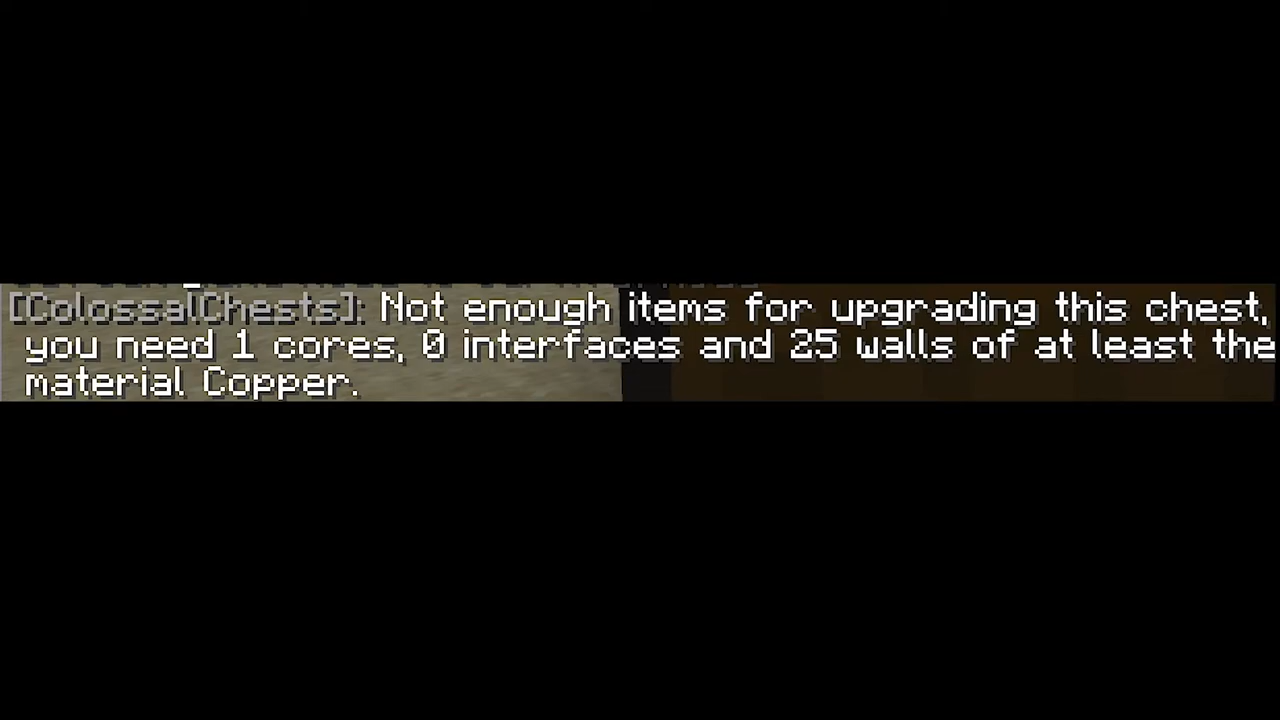 [ColossalChests]: Not enough items for upgrading this chest,
you need 1 cores, 0 interfaces and 25 walls of at least the
material Copper.